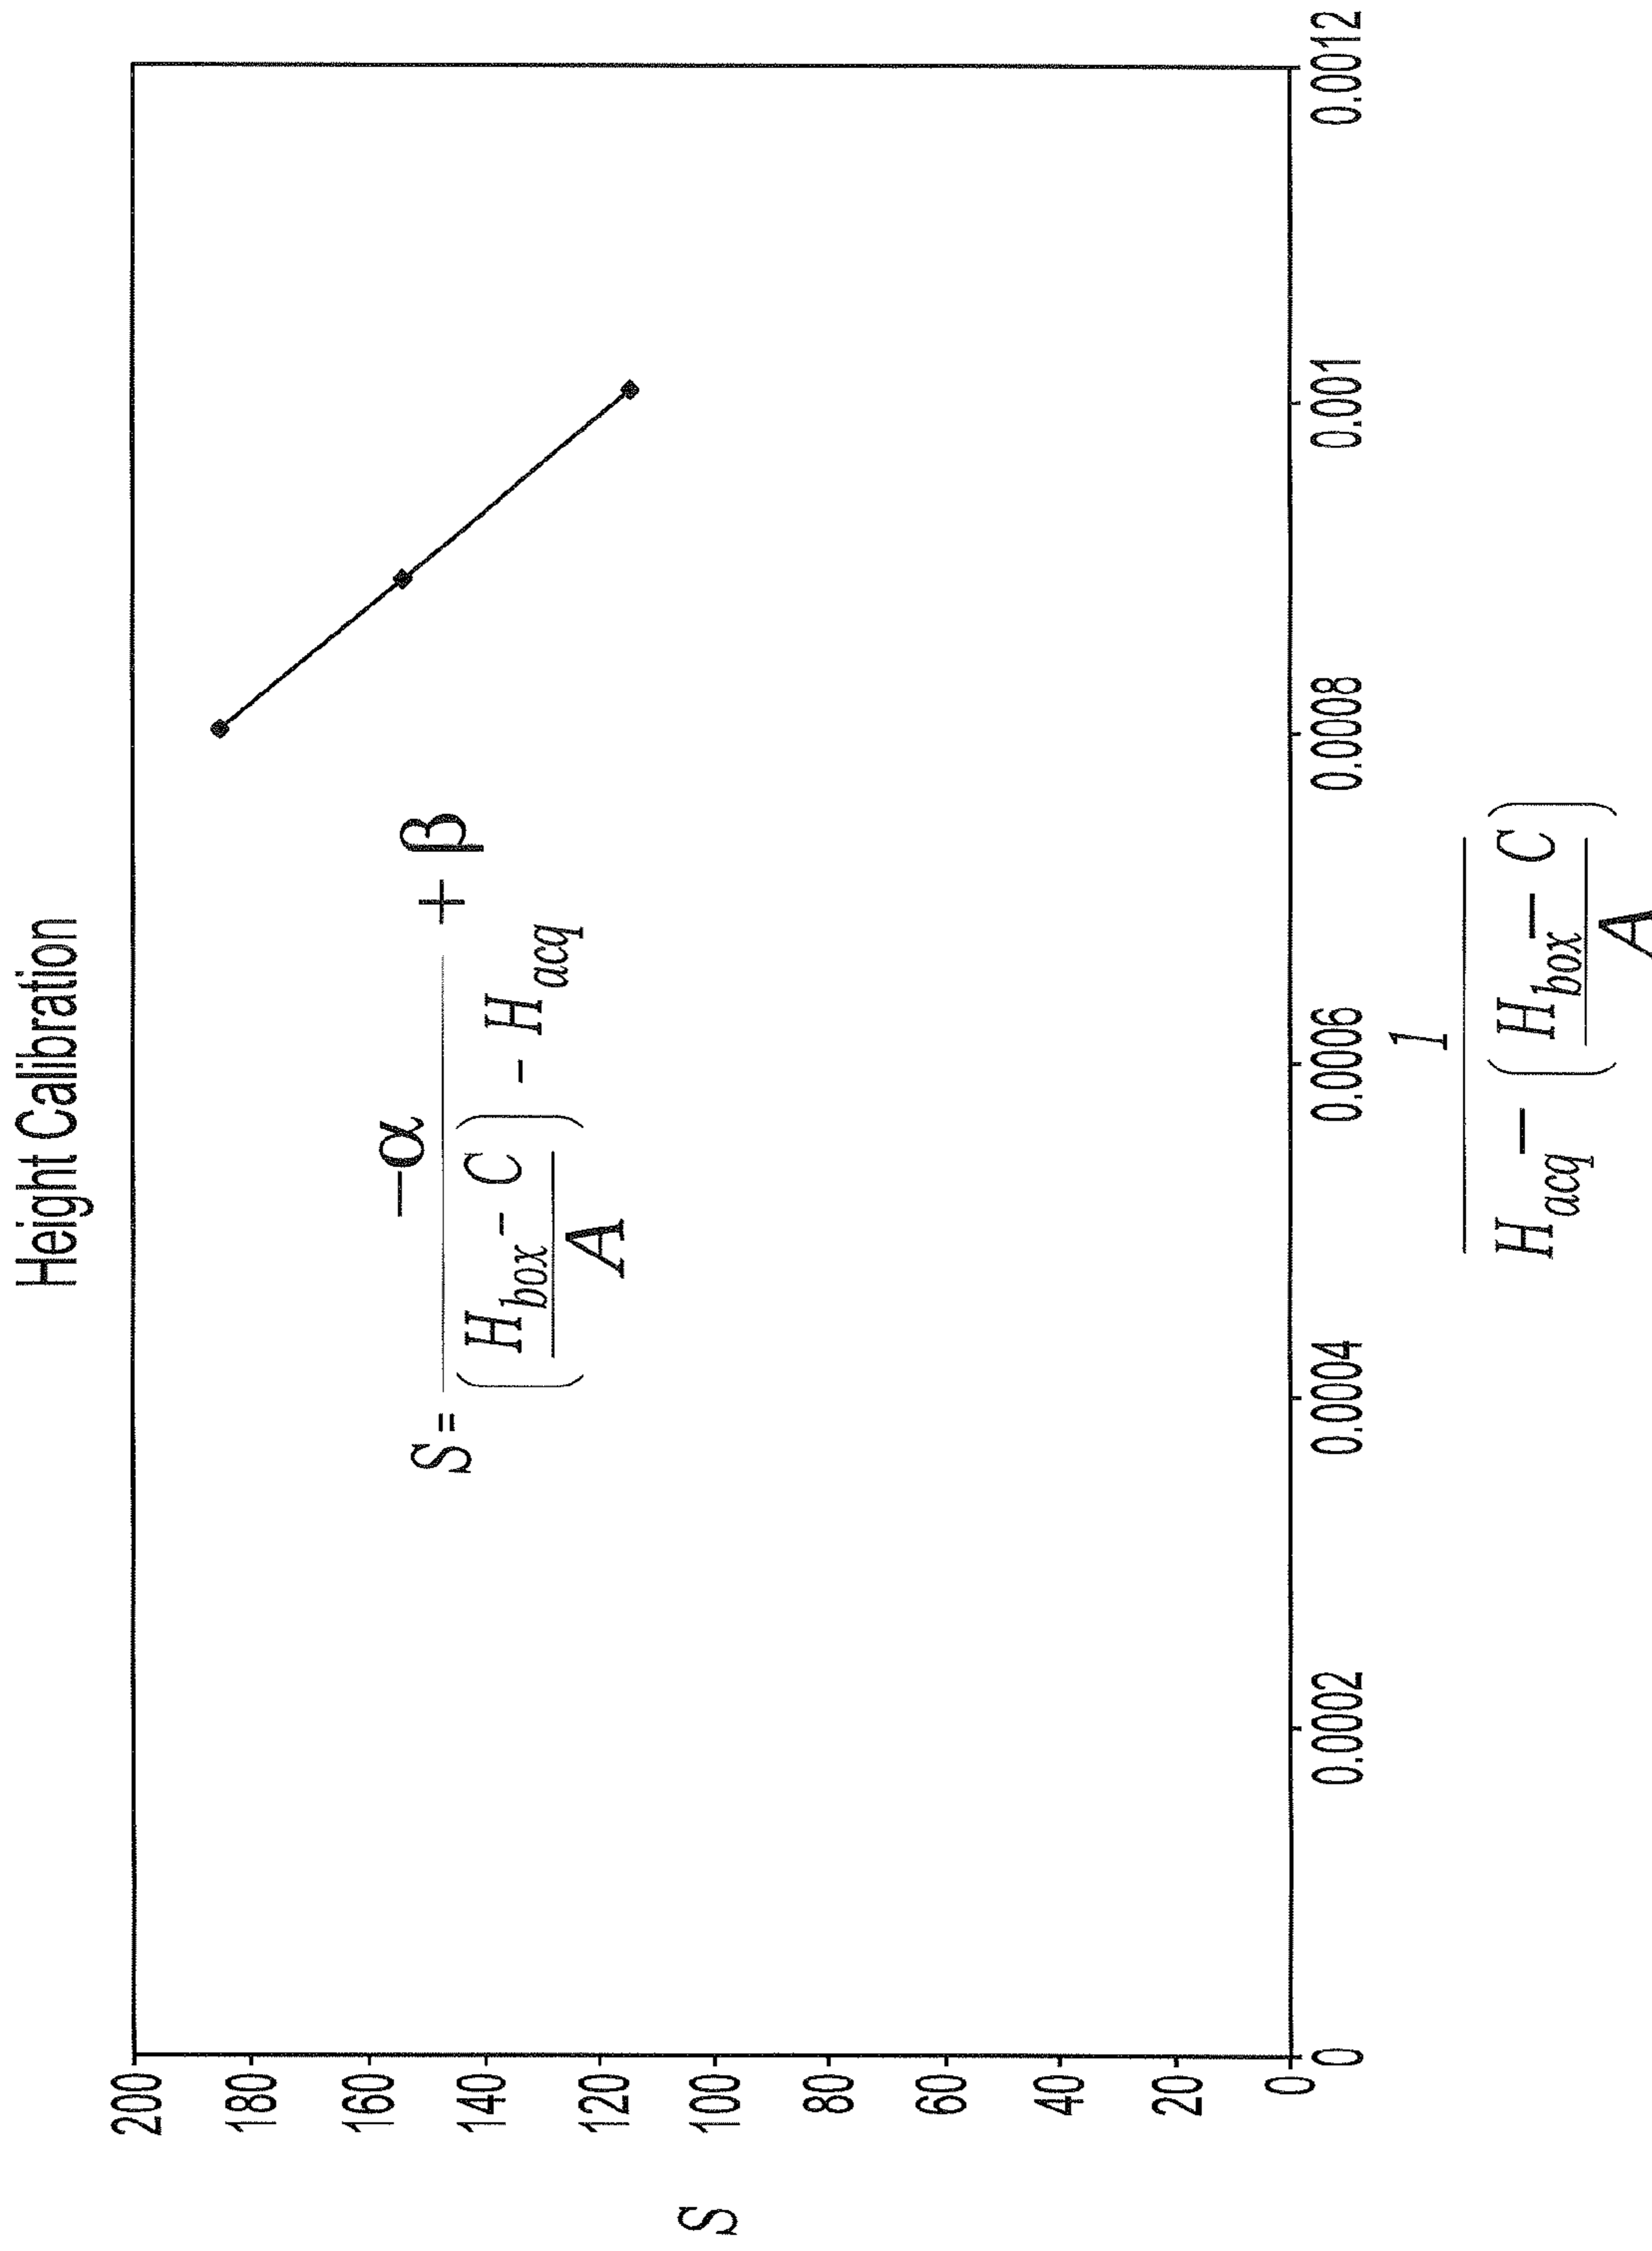 Height Calibration
200
180
160
140
120
100
80
60
40
20
0
S
−α
S = ――― + β
(H_box − C) − H_acq
A
0
0.0002
0.0004
0.0006
0.0008
0.001
0.0012
1
H_acq − (H_box − C)
A